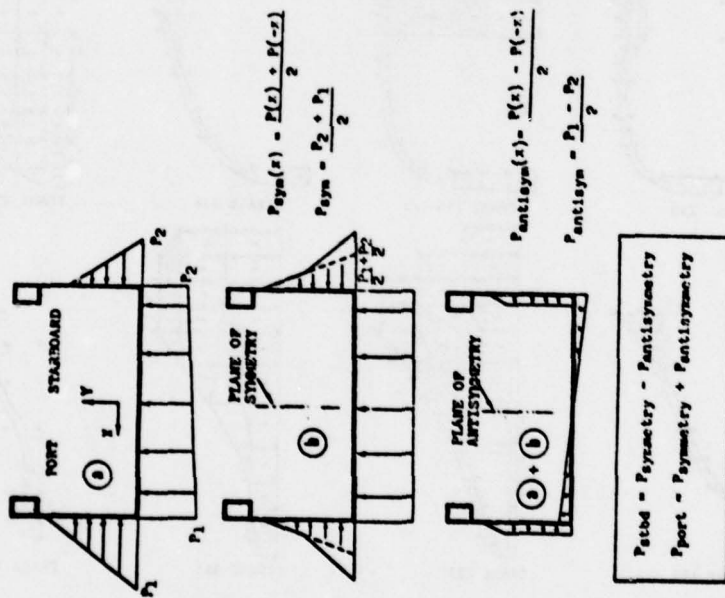 PORT STARBOARD
a
Y
X
P₁
P₂
P₁
P₂
PLANE OF
SYMMETRY
b
P₁+P₂
2
Psym(x) = P(x) + P(-x)
2
Psym = P₂ + P₁
2
PLANE OF
ANTISYMMETRY
a + b
Pantisym(x)= P(x) - P(-x)
2
Pantisym = P₁ - P₂
2
Pstbd = Psymmetry - Pantisymmetry
Pport = Psymmetry + Pantisymmetry